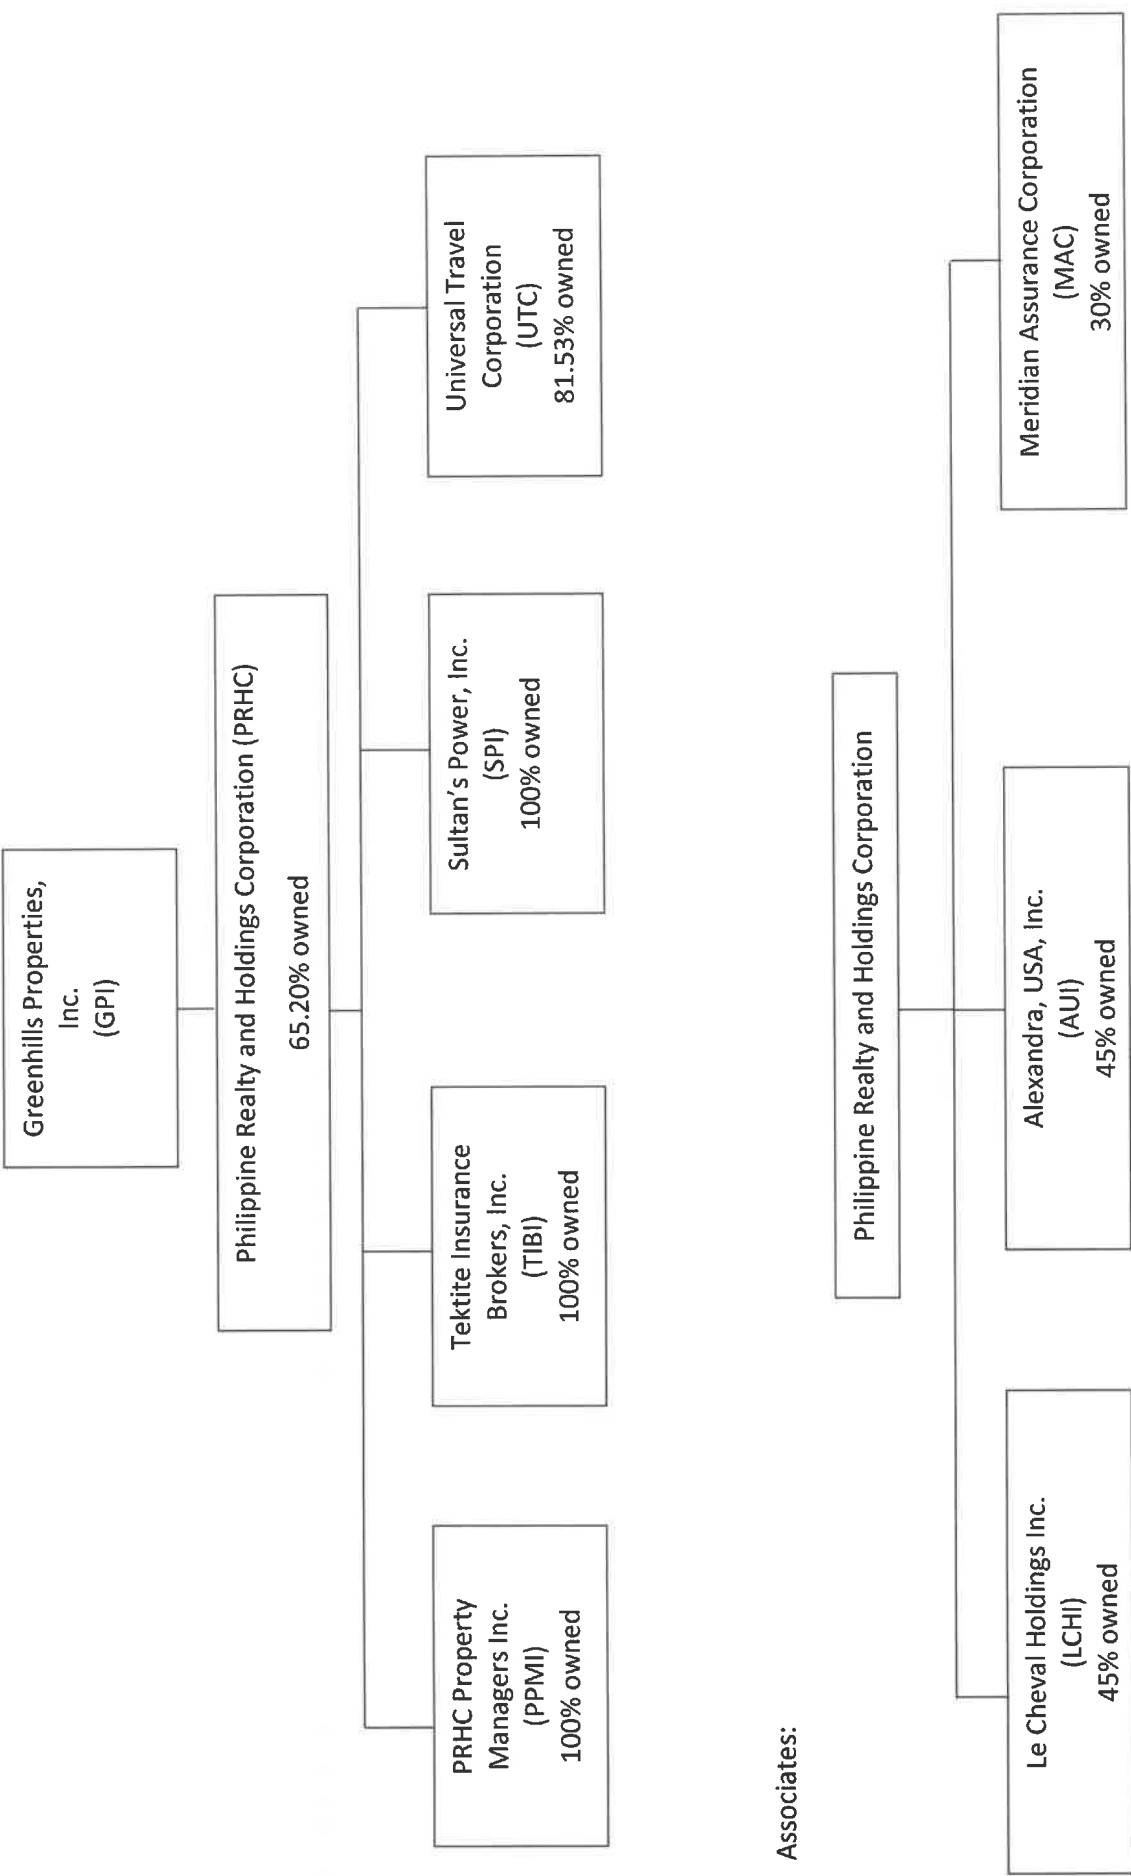 Greenhills Properties,
Inc.
(GPI)
Philippine Realty and Holdings Corporation (PRHC)
65.20% owned
PRHC Property
Managers Inc.
(PPMI)
100% owned
Tektite Insurance
Brokers, Inc.
(TIBI)
100% owned
Sultan's Power, Inc.
(SPI)
100% owned
Universal Travel
Corporation
(UTC)
81.53% owned
Associates:
Philippine Realty and Holdings Corporation
Le Cheval Holdings Inc.
(LCHI)
45% owned
Alexandra, USA, Inc.
(AUI)
45% owned
Meridian Assurance Corporation
(MAC)
30% owned